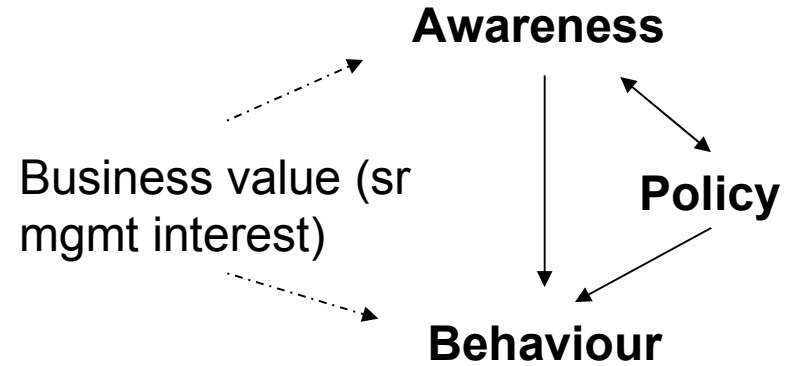 Awareness
Business value (sr
mgmt interest)
Policy
Behaviour